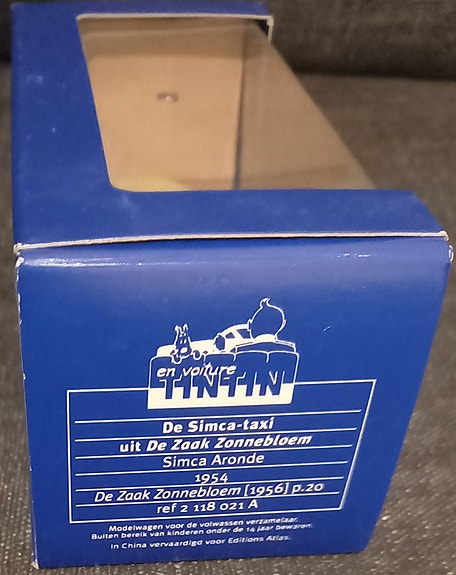 en voiture
TINTIN
De Simca-taxi
uit De Zaak Zonnebloem
Simca Aronde
1954
De Zaak Zonnebloem [1956] p.20
ref 2 118 021 A
Modelwagen voor de volwassen verzamelaar.
Buiten bereik van kinderen onder de 14 jaar bewaren.
In China vervaardigd voor Editions Atlas.